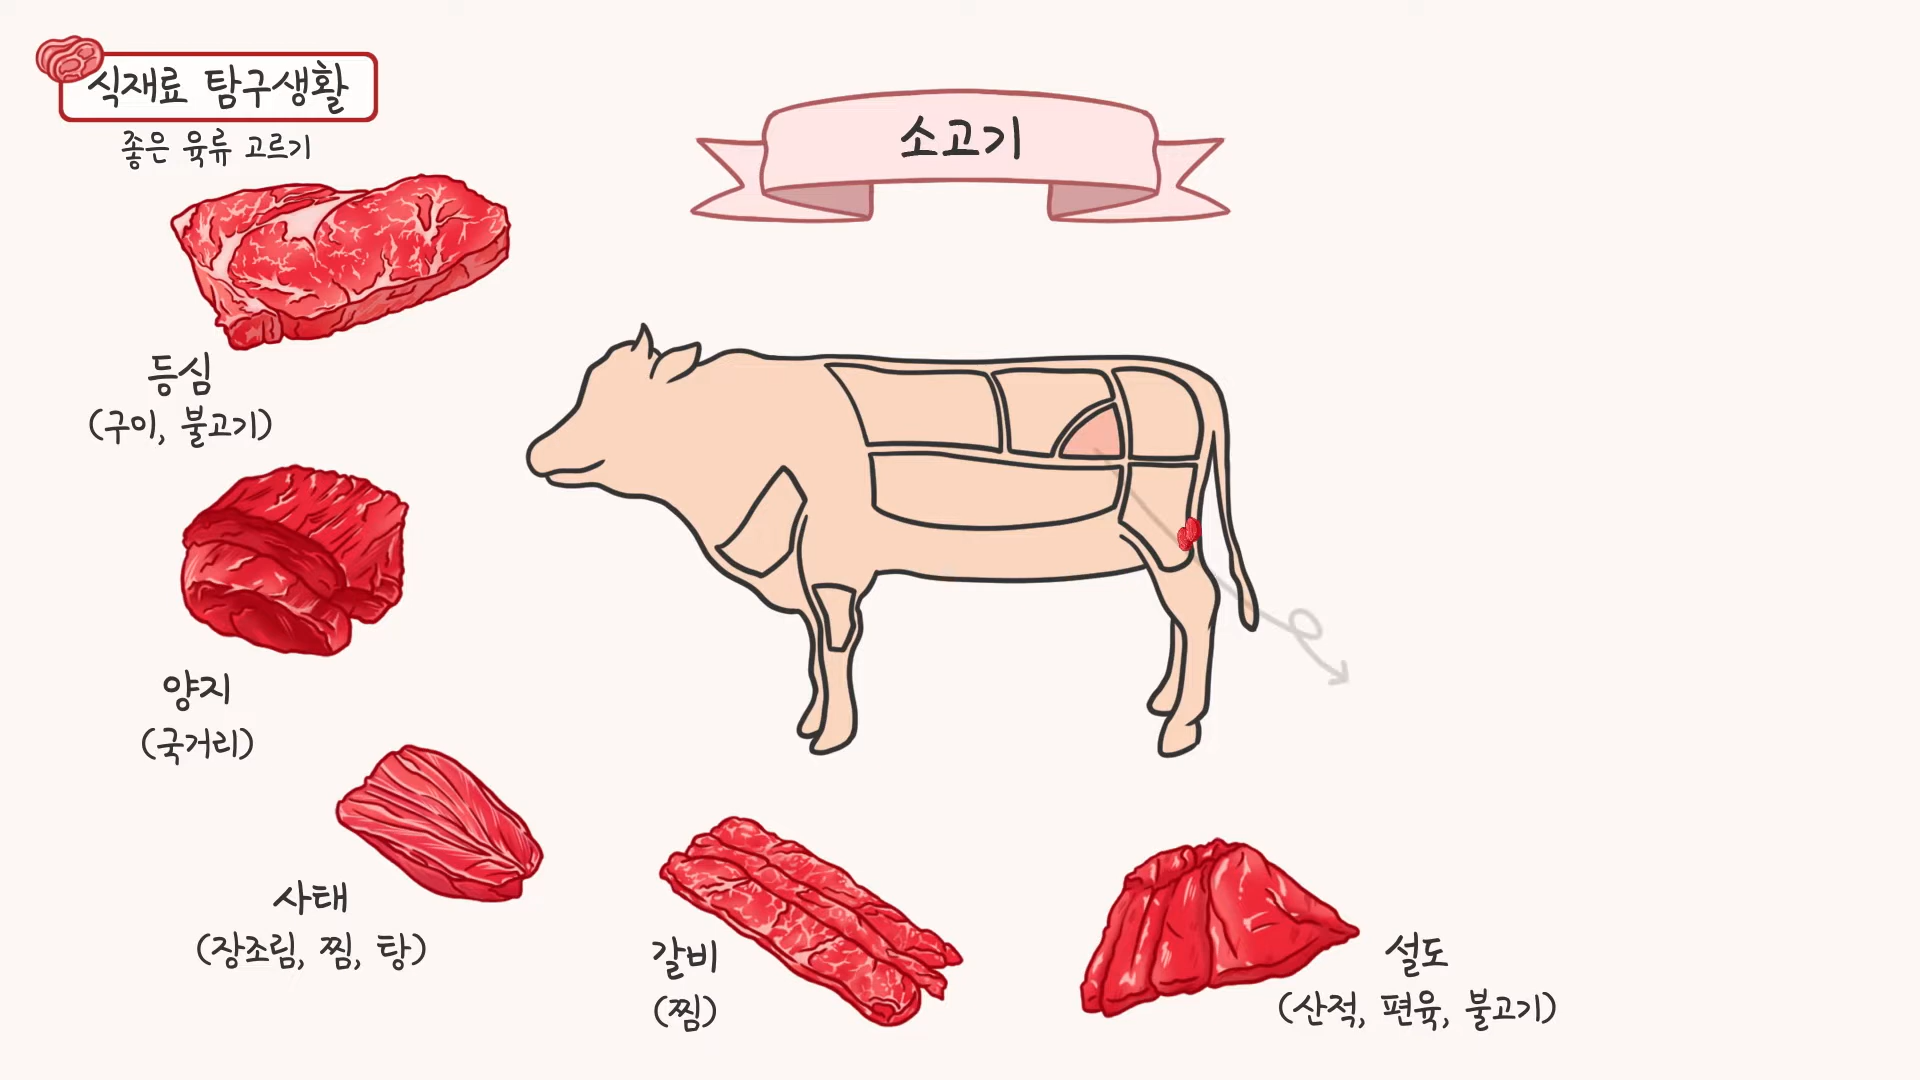 식재료 탐구생활
좋은 육류 고르기
소고기
등심
(구이, 불고기)
양지
(국거리)
사태
(장조림, 찜, 탕)
갈비
(찜)
설도
(산적, 편육, 불고기)